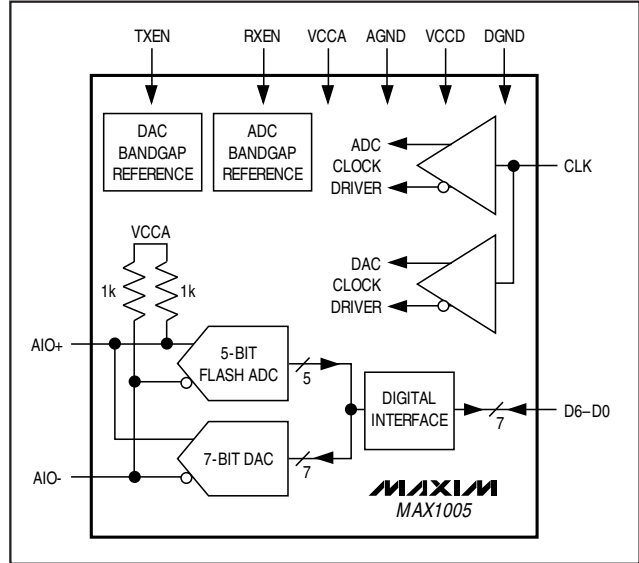 TXEN RXEN VCCA AGND VCCD DGND
DAC
BANDGAP
REFERENCE
ADC
BANDGAP
REFERENCE
ADC
CLOCK
DRIVER
CLK
DAC
CLOCK
DRIVER
VCCA
1k 1k
AIO+
5-BIT
FLASH ADC
5
DIGITAL
INTERFACE
7
D6–D0
7-BIT DAC
7
AIO-
MAXIM
MAX1005